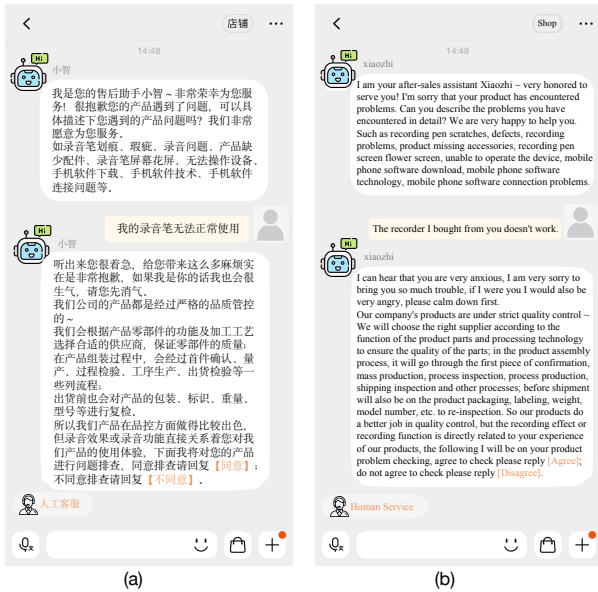 店铺
14:48
Hi
小智
我是您的售后助手小智～非常荣幸为您服
务！很抱歉您的产品遇到了问题，可以具
体描述下您遇到的产品问题吗？我们非常
愿意为您服务。
如录音笔划痕、瑕疵、录音问题、产品缺
少配件、录音笔屏幕花屏、无法操作设备、
手机软件下载、手机软件技术、手机软件
连接问题等。
我的录音笔无法正常使用
Hi
小智
听出来您很着急，给您带来这么多麻烦实
在是非常抱歉，如果我是你的话我也会很
生气，请您先消气。
我们公司的产品都是经过严格的品质管控
的～
我们会根据产品零部件的功能及加工工艺
选择合适的供应商，保证零部件的质量；
在产品组装过程中，会经过首件确认、量
产、过程检验、工序生产、出货检验等一
些列流程；
出货前也会对产品的包装、标识、重量、
型号等进行复检。
所以我们产品在品控方面做得比较出色，
但录音效果或录音功能直接关系着您对我
们产品的使用体验，下面我将对您的产品
进行问题排查，同意排查请回复【同意】；
不同意排查请回复【不同意】。
人工客服
(a)
Shop
14:48
Hi
xiaozhi
I am your after-sales assistant Xiaozhi ~ very honored to
serve you! I'm sorry that your product has encountered
problems. Can you describe the problems you have
encountered in detail? We are very happy to help you.
Such as recording pen scratches, defects, recording
problems, product missing accessories, recording pen
screen flower screen, unable to operate the device, mobile
phone software download, mobile phone software
technology, mobile phone software connection problems.
The recorder I bought from you doesn't work.
Hi
xiaozhi
I can hear that you are very anxious, I am very sorry to
bring you so much trouble, if I were you I would also be
very angry, please calm down first.
Our company's products are under strict quality control ~
We will choose the right supplier according to the
function of the product parts and processing technology
to ensure the quality of the parts; in the product assembly
process, it will go through the first piece of confirmation,
mass production, process inspection, process production,
shipping inspection and other processes; before shipment
will also be on the product packaging, labeling, weight,
model number, etc. to re-inspection. So our products do
a better job in quality control, but the recording effect or
recording function is directly related to your experience
of our products, the following I will be on your product
problem checking, agree to check please reply [Agree];
do not agree to check please reply [Disagree].
Human Service
(b)